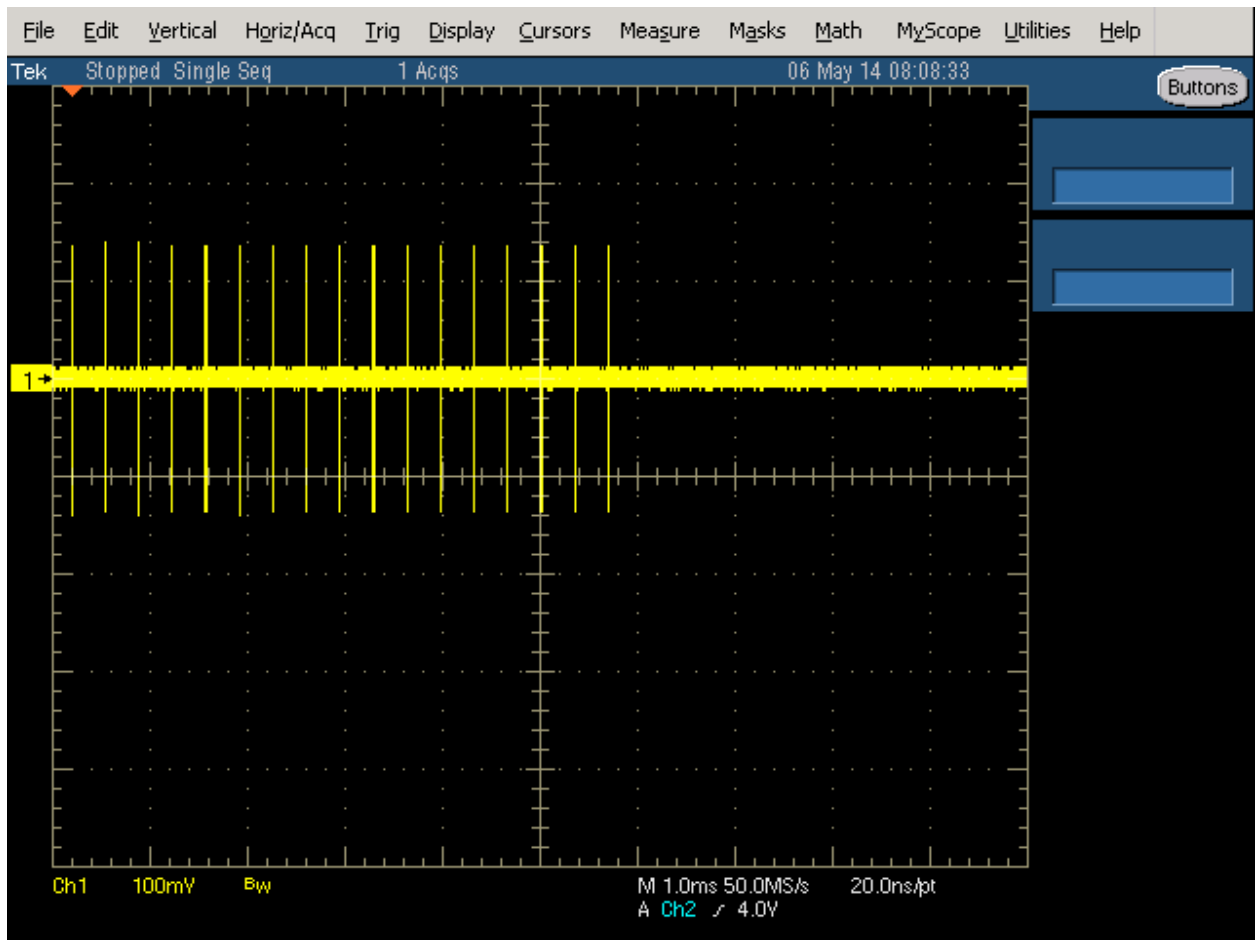 File Edit Vertical Horiz/Acq Trig Display Cursors Measure Masks Math MyScope Utilities Help
Tek Stopped Single Seq 1 Acqs 06 May 14 08:08:33 Buttons
1
Ch1 100mV BW M 1.0ms 50.0MS/s 20.0ns/pt
A Ch2 4.0V